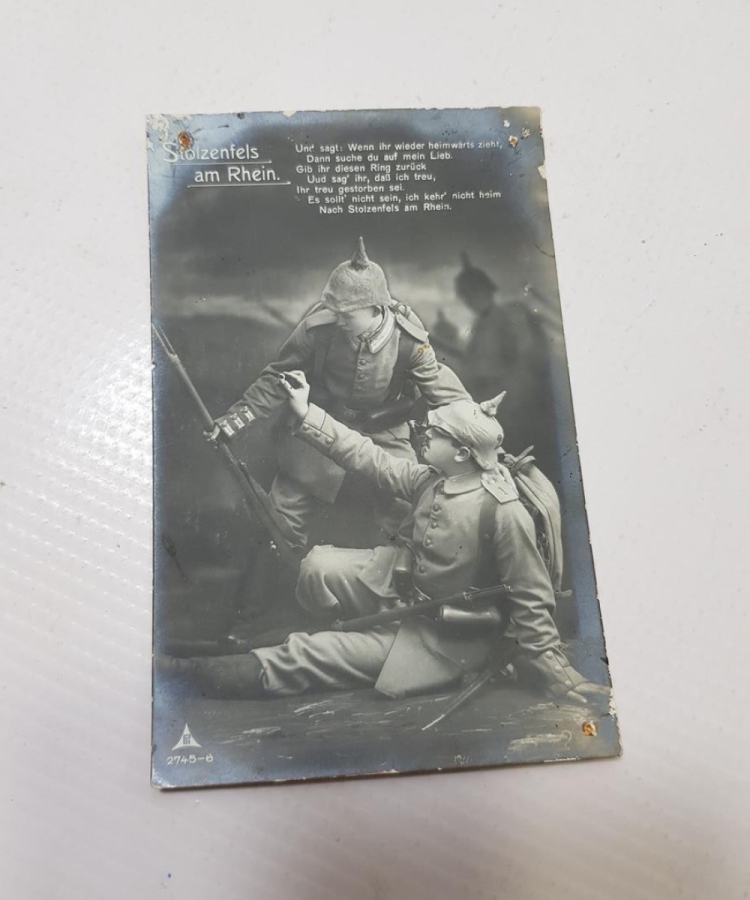 Stolzenfels
am Rhein.
Und sagt: Wenn ihr wieder heimwärts zieht,
Dann suche du auf mein Lieb.
Gib ihr diesen Ring zurück
Uud sag' ihr, daß ich treu,
Ihr treu gestorben sei.
Es sollt' nicht sein, ich kehr' nicht heim
Nach Stolzenfels am Rhein.
2745-6